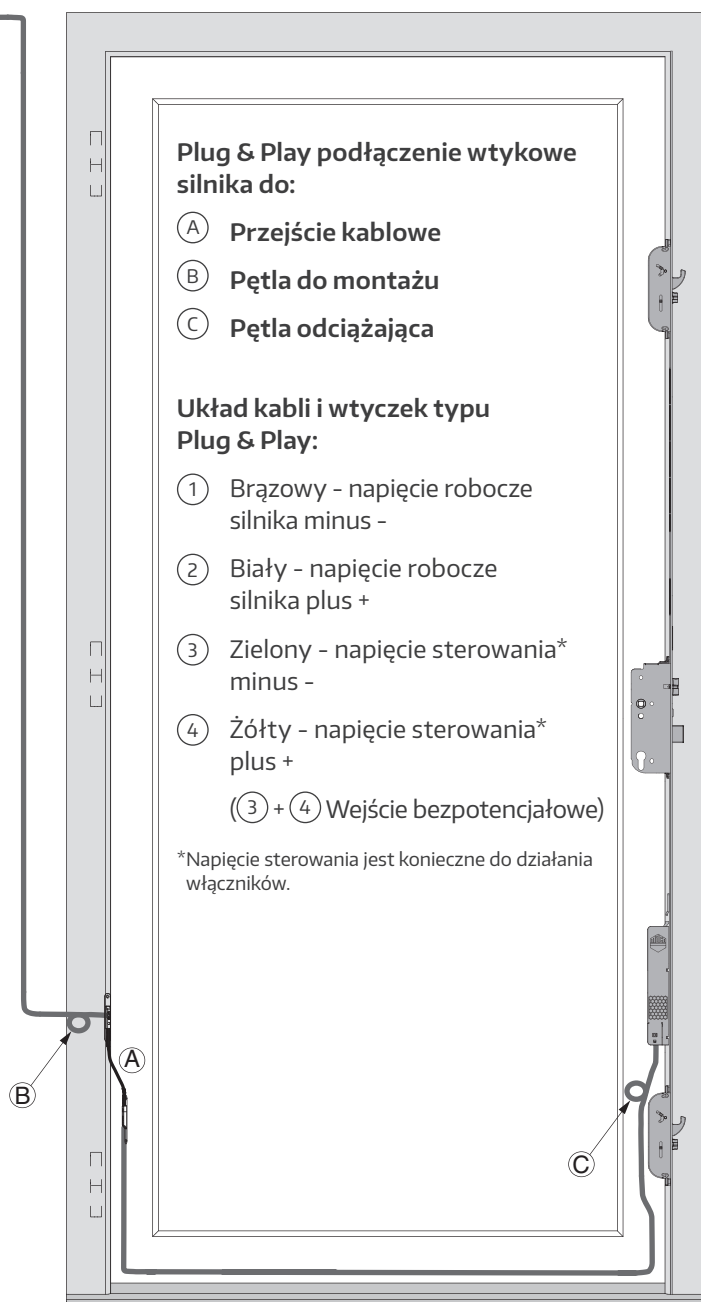 Plug & Play podłączenie wtykowe
silnika do:
A Przejście kablowe
B Pętla do montażu
C Pętla odciążająca
Układ kabli i wtyczek typu
Plug & Play:
1 Brązowy - napięcie robocze
silnika minus -
2 Biały - napięcie robocze
silnika plus +
3 Zielony - napięcie sterowania*
minus -
4 Żółty - napięcie sterowania*
plus +
(3 + 4 Wejście bezpotencjałowe)
*Napięcie sterowania jest konieczne do działania
włączników.
A
B
C